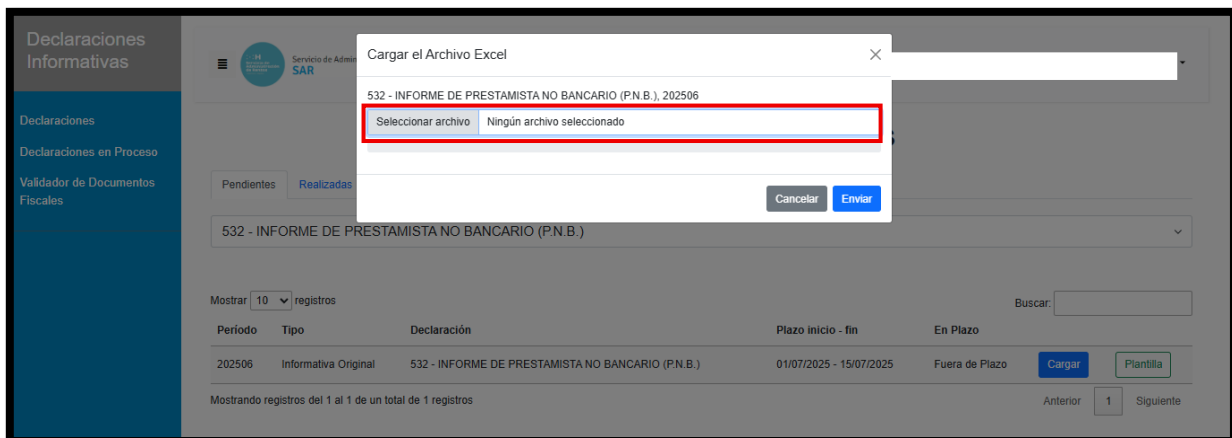 Declaraciones
Informativas
Servicio de Admin
SAR
Cargar el Archivo Excel
532 - INFORME DE PRESTAMISTA NO BANCARIO (P.N.B.), 202506
Seleccionar archivo Ningún archivo seleccionado
Cancelar Enviar
Declaraciones
Declaraciones en Proceso
Validador de Documentos
Fiscales
Pendientes Realizadas
532 - INFORME DE PRESTAMISTA NO BANCARIO (P.N.B.)
Mostrar 10 registros Buscar:
Período Tipo Declaración Plazo inicio - fin En Plazo
202506 Informativa Original 532 - INFORME DE PRESTAMISTA NO BANCARIO (P.N.B.) 01/07/2025 - 15/07/2025 Fuera de Plazo Cargar Plantilla
Mostrando registros del 1 al 1 de un total de 1 registros Anterior 1 Siguiente